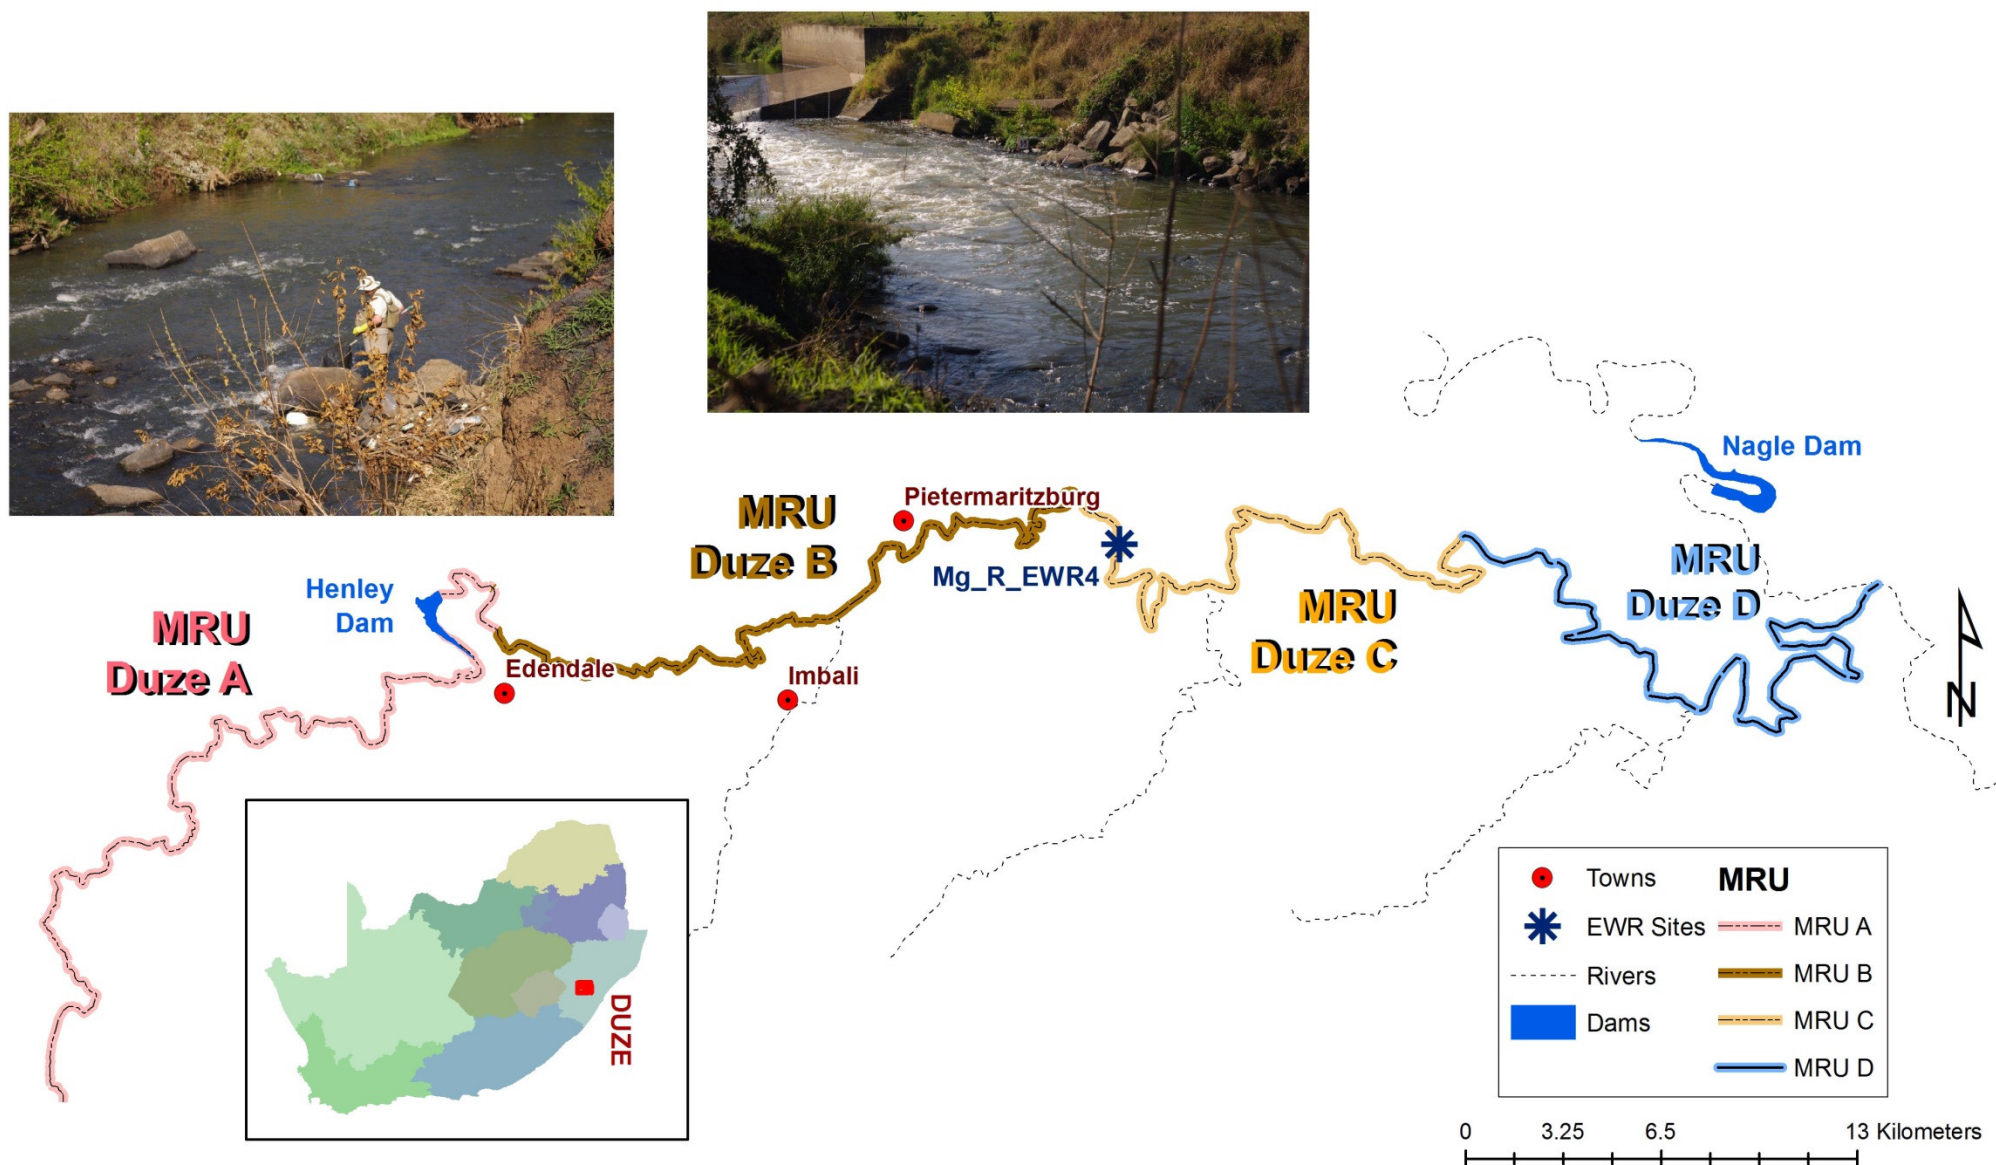 Nagle Dam
Pietermaritzburg
MRU
Duze B
Mg_R_EWR4
MRU
Duze D
Henley
Dam
MRU
Duze A
MRU
Duze C
Edendale
Imbali
N
DUZE
Towns
EWR Sites
Rivers
Dams
MRU
MRU A
MRU B
MRU C
MRU D
0 3.25 6.5 13 Kilometers